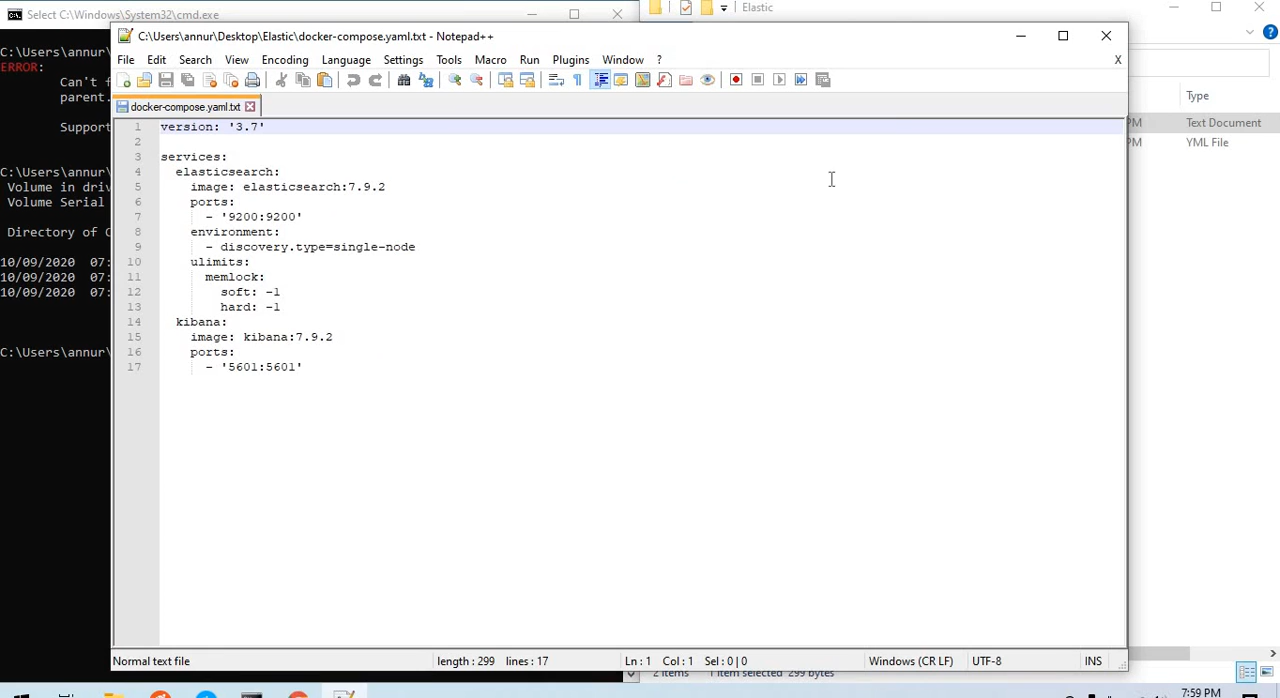 Select C:\Windows\System32\cmd.exe
Elastic
C:\Users\annur\Desktop\Elastic\docker-compose.yaml.txt - Notepad++
C:\Users\annur\
ERROR:
Can't f
parent.
Support
C:\Users\annur\
Volume in driv
Volume Serial
Directory of C
10/09/2020 07:
10/09/2020 07:
10/09/2020 07:
C:\Users\annur\
File Edit Search View Encoding Language Settings Tools Macro Run Plugins Window ? X
docker-compose.yaml.txt
1 version: '3.7'
2
3 services:
4 elasticsearch:
5 image: elasticsearch:7.9.2
6 ports:
7 - '9200:9200'
8 environment:
9 - discovery.type=single-node
10 ulimits:
11 memlock:
12 soft: -1
13 hard: -1
14 kibana:
15 image: kibana:7.9.2
16 ports:
17 - '5601:5601'
Normal text file length : 299 lines : 17 Ln : 1 Col : 1 Sel : 0 | 0 Windows (CR LF) UTF-8 INS
Type
PM Text Document
PM YML File
2 items 1 item selected 299 bytes
7:59 PM